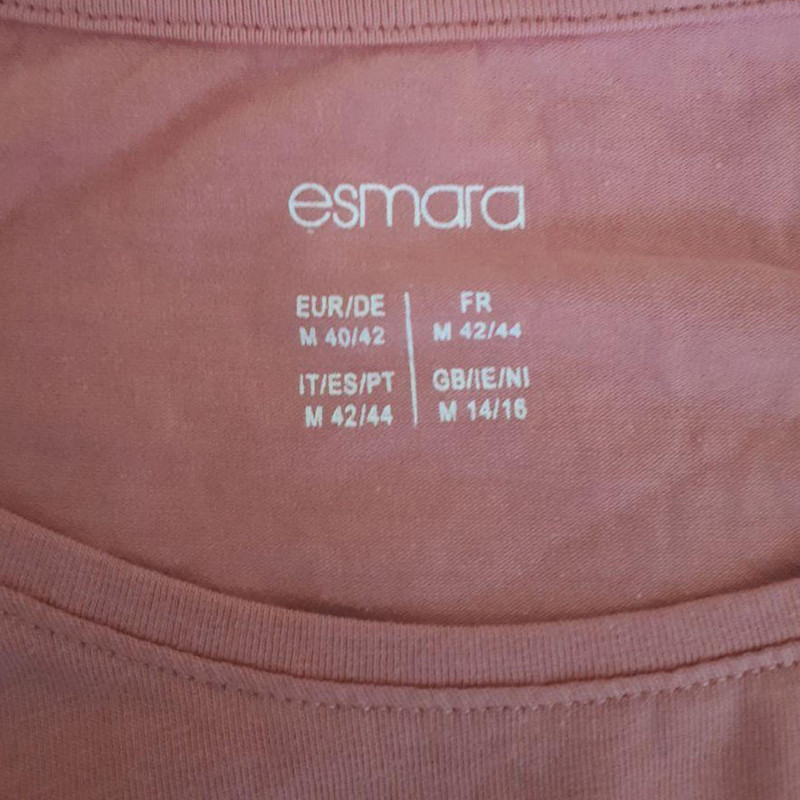 esmara
EUR/DE
M 40/42
FR
M 42/44
IT/ES/PT
M 42/44
GB/IE/NI
M 14/16